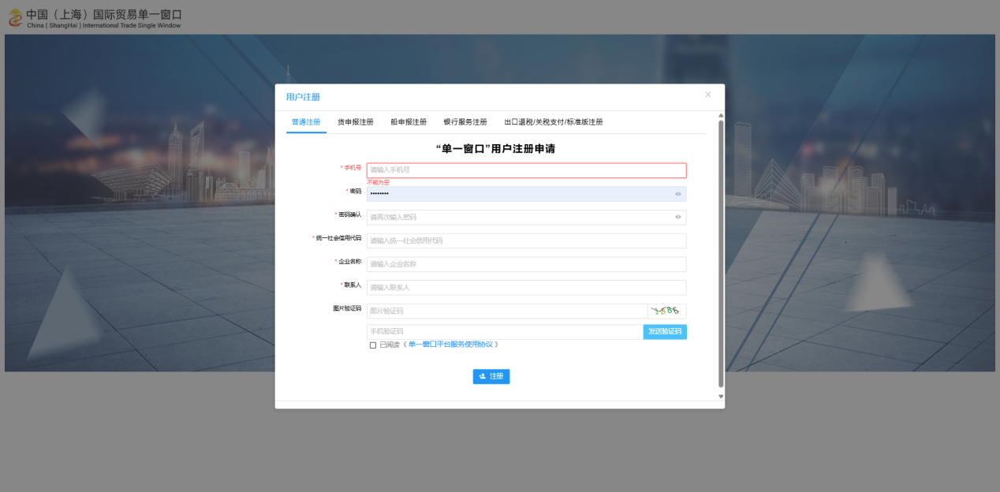 中国（上海）国际贸易单一窗口
China ( ShangHai ) International Trade Single Window
用户注册
普通注册 货申报注册 船申报注册 银行服务注册 出口退税/关税支付/标准版注册
“单一窗口”用户注册申请
* 手机号 请输入手机号
不能为空
* 密码 ••••••••
* 密码确认 请再次输入密码
* 统一社会信用代码 请输入统一社会信用代码
* 企业名称 请输入企业名称
* 联系人 请输入联系人
图片验证码 图片验证码
手机验证码 发送验证码
已阅读《 单一窗口平台服务使用协议 》
注册